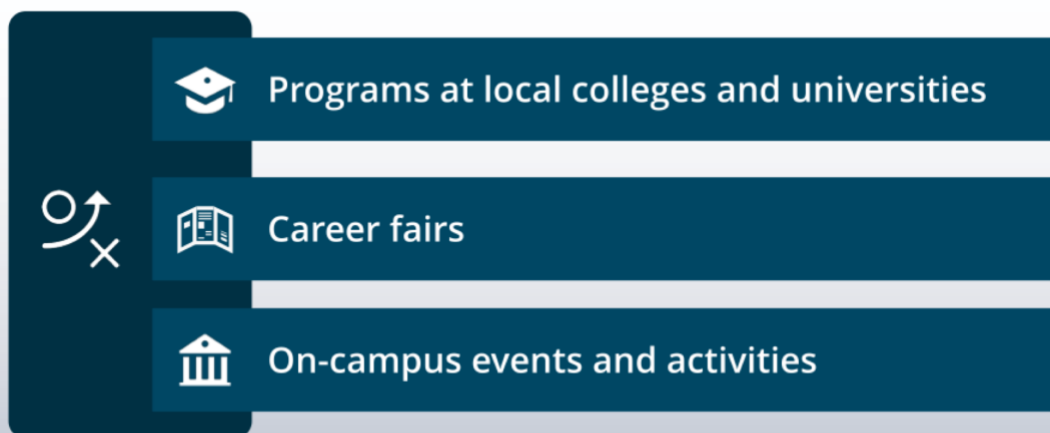 Programs at local colleges and universities
Career fairs
On-campus events and activities